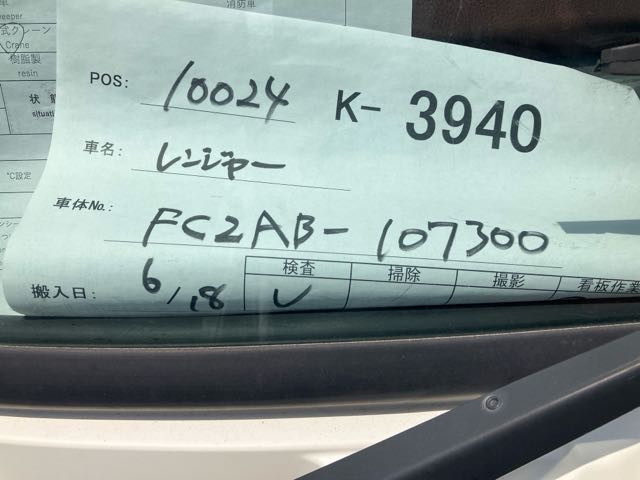 式クレーン
Crane
消防車
樹脂製
resin
状
°C設定
POS: 10024 K- 3940
車名: レンジャー
車体No.: FC2AB-107300
搬入日: 6/18
検査 掃除 撮影 看板作業
✓